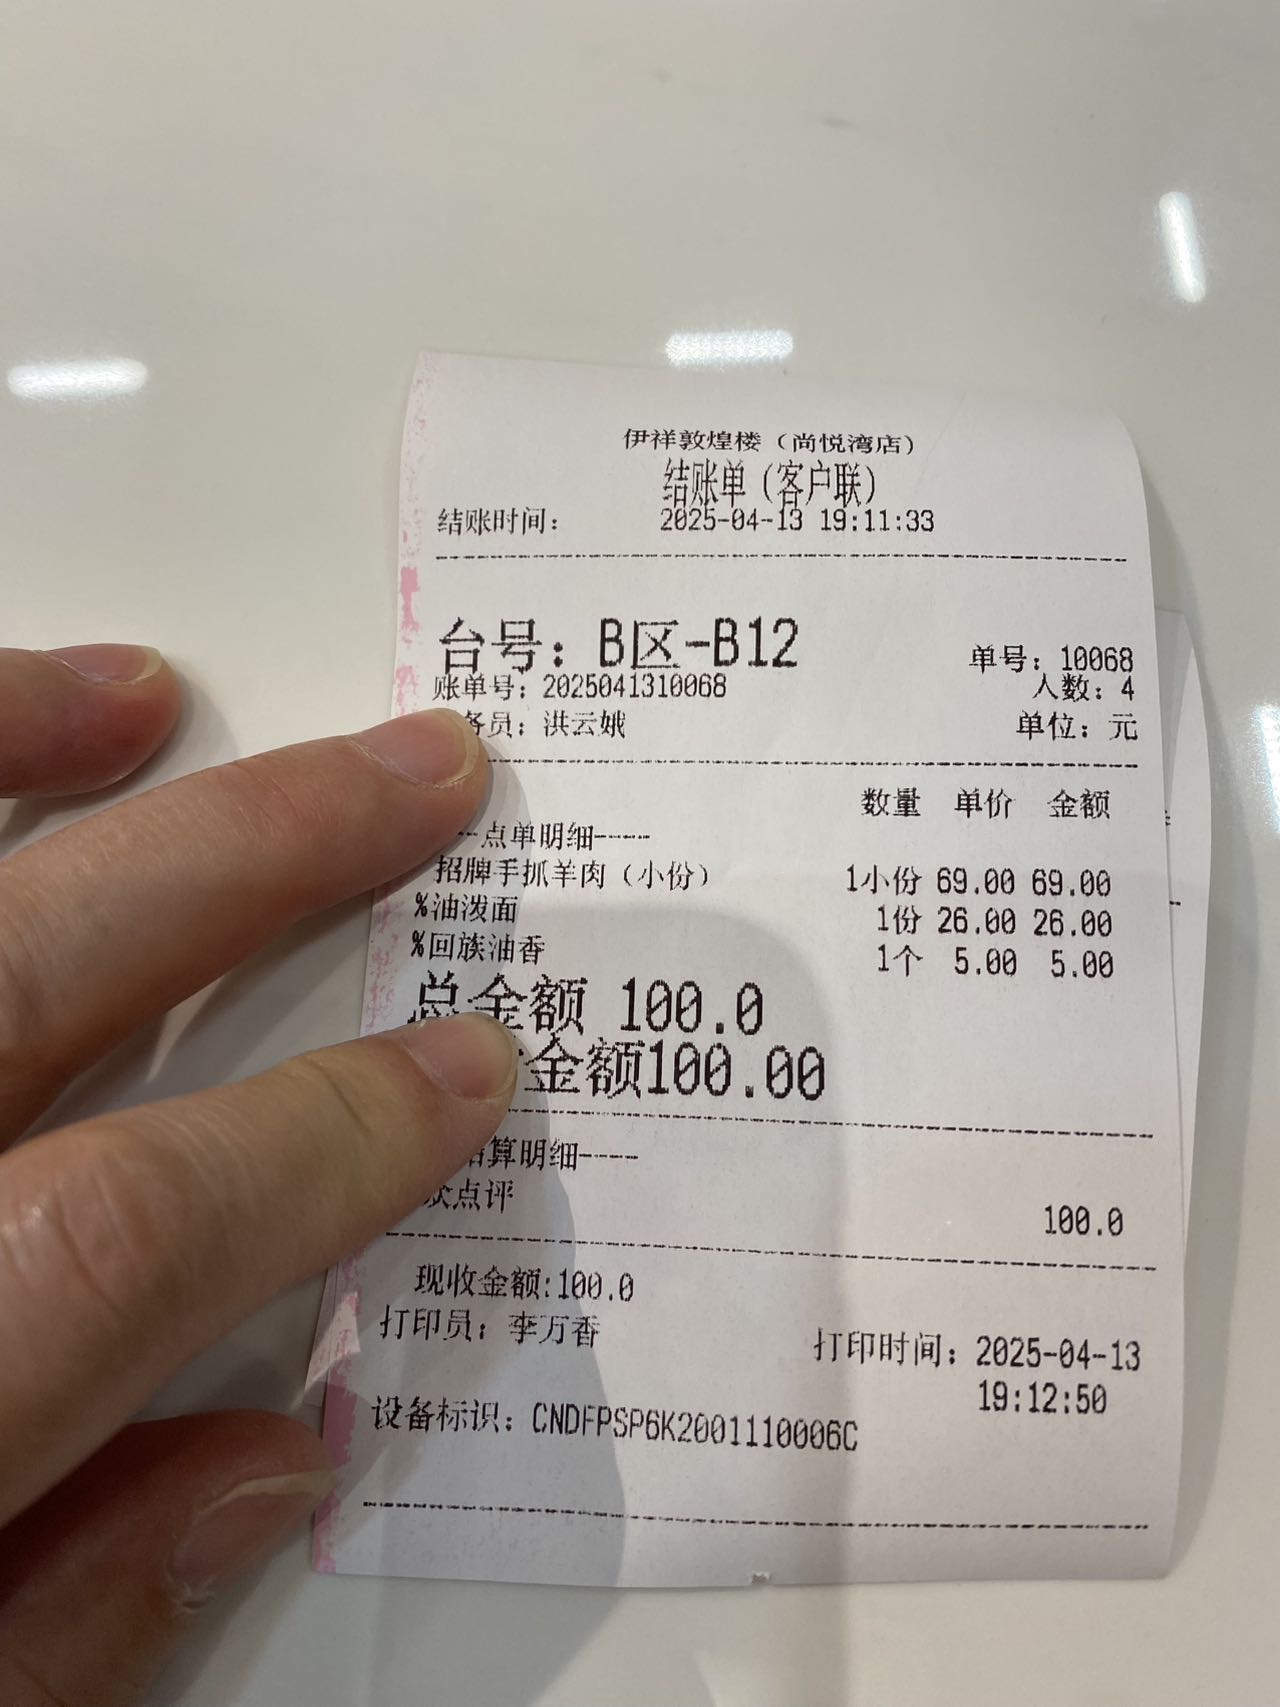 伊祥敦煌楼（尚悦湾店）
结账单（客户联）
结账时间： 2025-04-13 19:11:33
台号：B区-B12 单号：10068
账单号：2025041310068 人数：4
务员：洪云娥 单位：元
数量 单价 金额
--点单明细-----
招牌手抓羊肉（小份） 1小份 69.00 69.00
%油泼面 1份 26.00 26.00
%回族油香 1个 5.00 5.00
总金额 100.0
金额100.00
算明细-----
众点评 100.0
现收金额:100.0
打印员：李万香 打印时间：2025-04-13
19:12:50
设备标识：CNDFPSP6K2001110006C